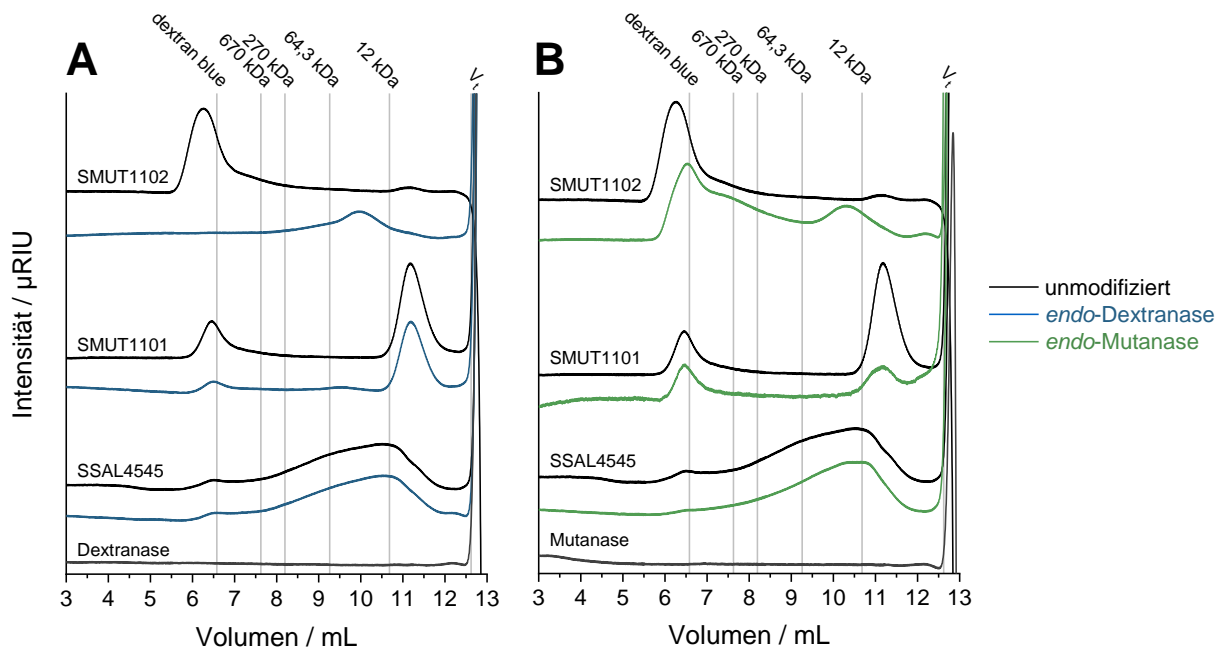 A
dextran blue
670 kDa
270 kDa
64,3 kDa
12 kDa
Vt
B
dextran blue
670 kDa
270 kDa
64,3 kDa
12 kDa
Vt
Intensität / µRIU
SMUT1102
SMUT1101
SSAL4545
Dextranase
SMUT1102
SMUT1101
SSAL4545
Mutanase
unmodifiziert
endo-Dextranase
endo-Mutanase
3 4 5 6 7 8 9 10 11 12 13
Volumen / mL
3 4 5 6 7 8 9 10 11 12 13
Volumen / mL